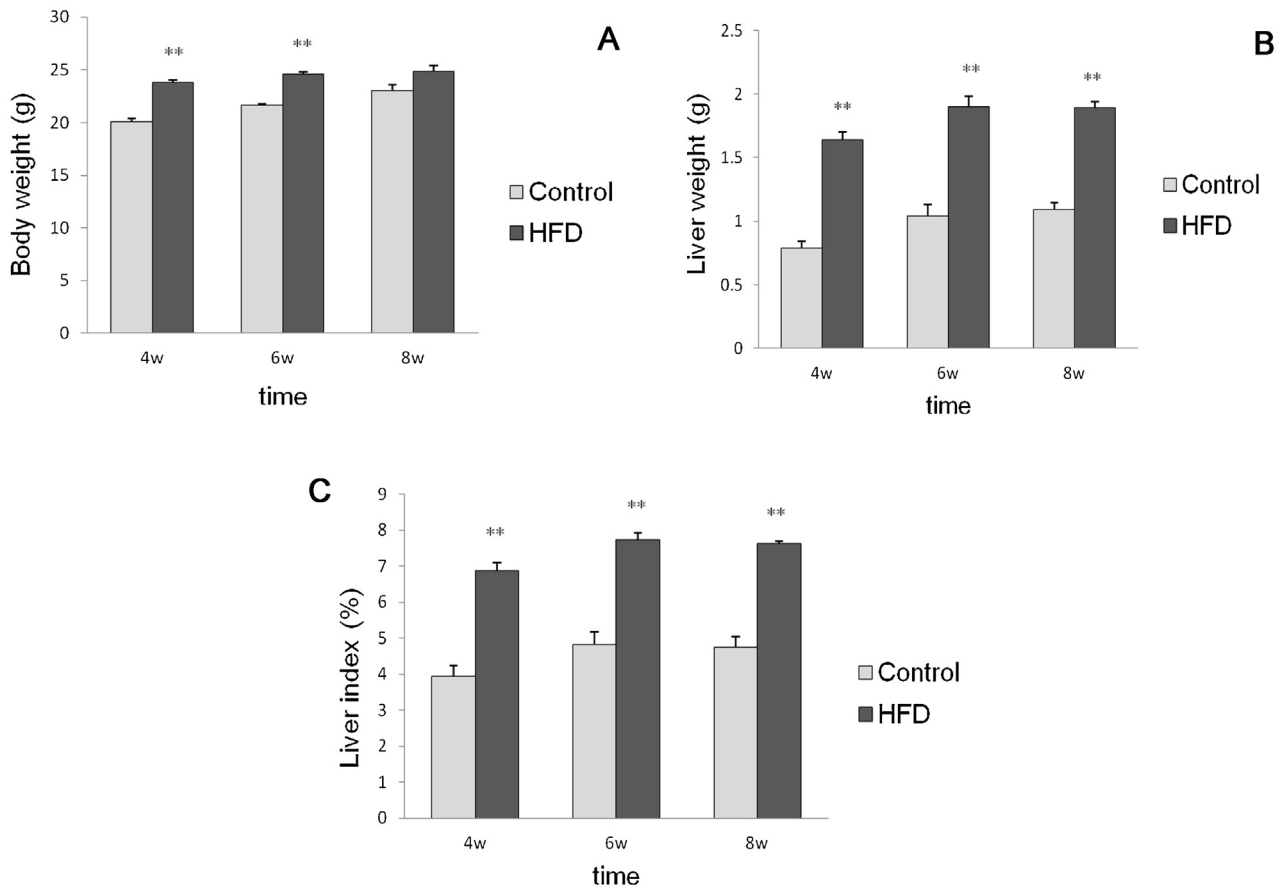 A
Body weight (g)
30
25
20
15
10
5
0
** **
4w 6w 8w
time
Control
HFD
B
Liver weight (g)
2.5
2
1.5
1
0.5
0
** ** **
4w 6w 8w
time
Control
HFD
C
Liver index (%)
9
8
7
6
5
4
3
2
1
0
** ** **
4w 6w 8w
time
Control
HFD